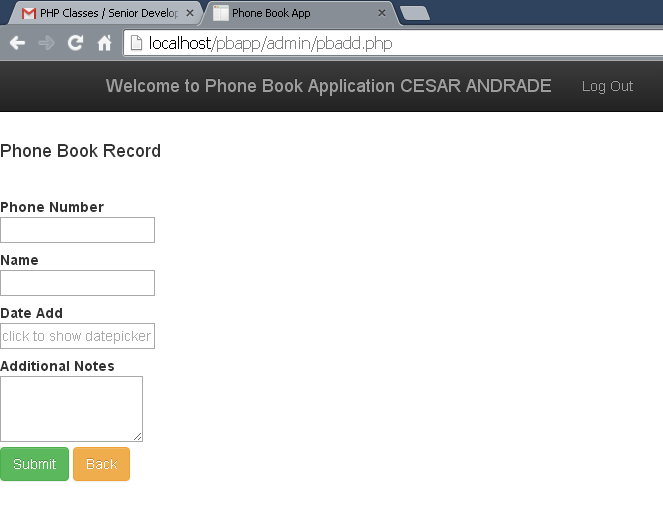 PHP Classes / Senior Develop
Phone Book App
localhost/pbapp/admin/pbadd.php
Welcome to Phone Book Application CESAR ANDRADE
Log Out
Phone Book Record
Phone Number
Name
Date Add
click to show datepicker
Additional Notes
Submit
Back